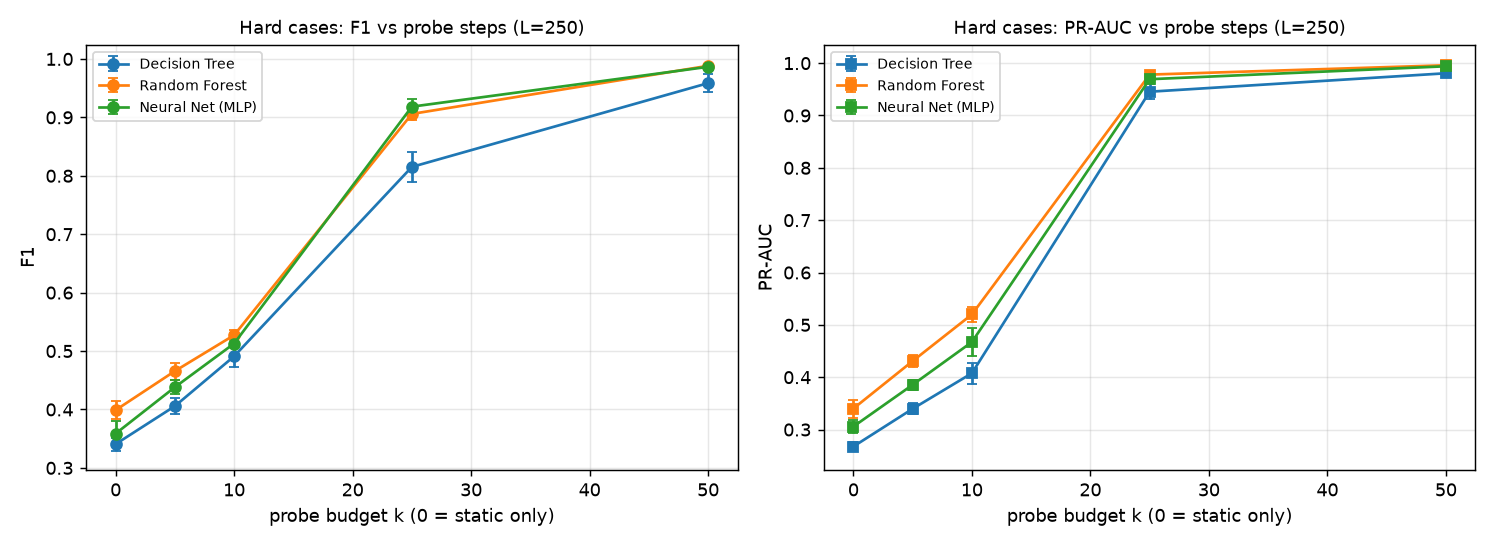 Hard cases: F1 vs probe steps (L=250)
Decision Tree
Random Forest
Neural Net (MLP)
F1
1.0
0.9
0.8
0.7
0.6
0.5
0.4
0.3
0
10
20
30
40
50
probe budget k (0 = static only)
Hard cases: PR-AUC vs probe steps (L=250)
Decision Tree
Random Forest
Neural Net (MLP)
PR-AUC
1.0
0.9
0.8
0.7
0.6
0.5
0.4
0.3
0
10
20
30
40
50
probe budget k (0 = static only)